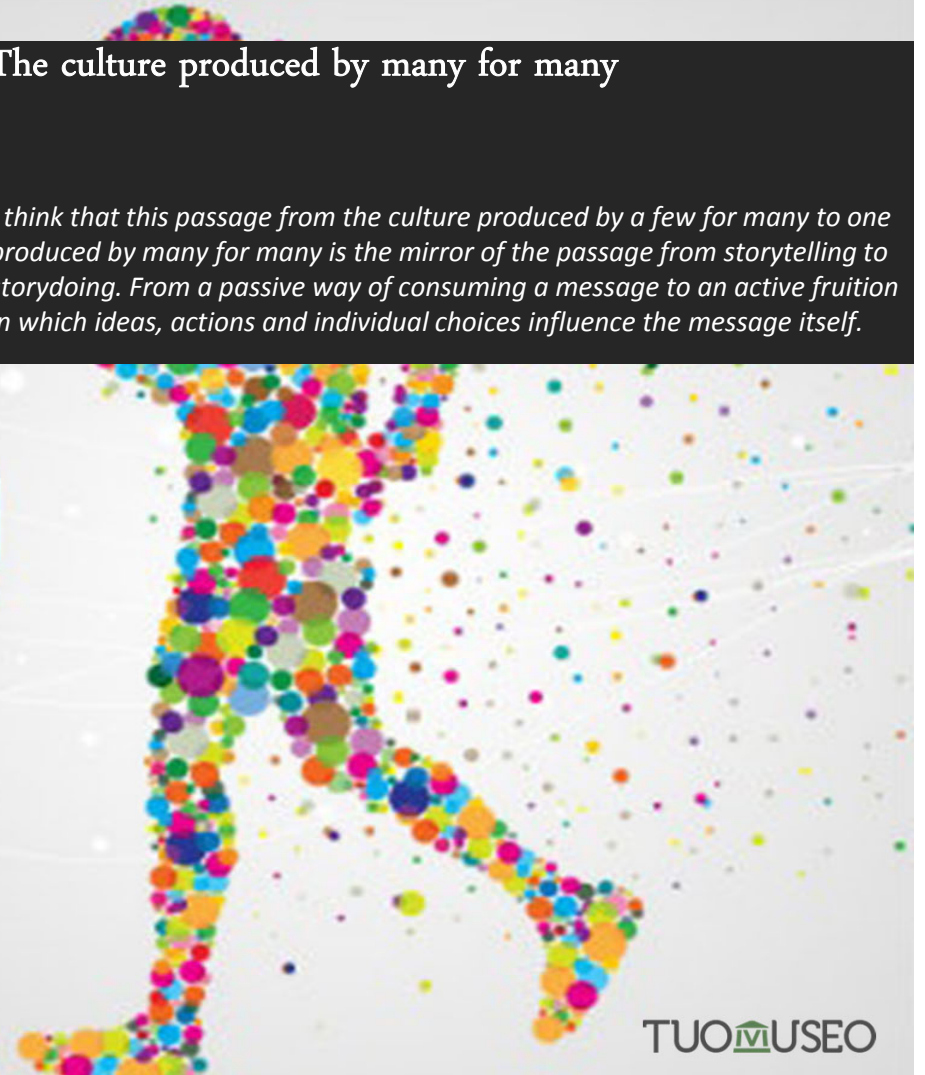 The culture produced by many for many
think that this passage from the culture produced by a few for many to one
produced by many for many is the mirror of the passage from storytelling to
torydoing. From a passive way of consuming a message to an active fruition
n which ideas, actions and individual choices influence the message itself.
TUOMUSEO